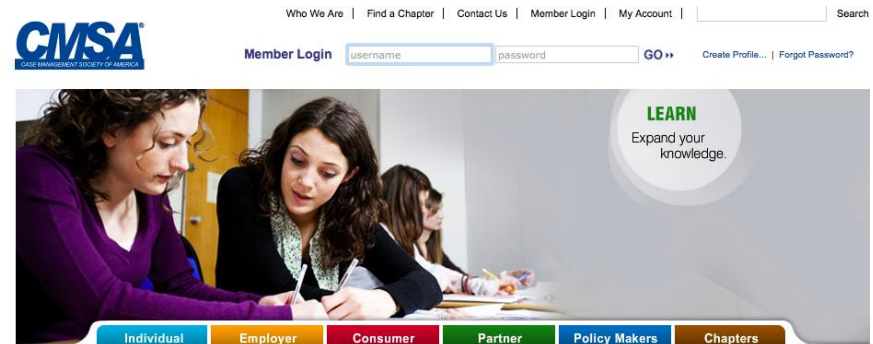 Who We Are | Find a Chapter | Contact Us | Member Login | My Account | Search
CMSA®
CASE MANAGEMENT SOCIETY OF AMERICA
Member Login username password GO Create Profile... | Forgot Password?
LEARN
Expand your
knowledge.
Individual Employer Consumer Partner Policy Makers Chapters